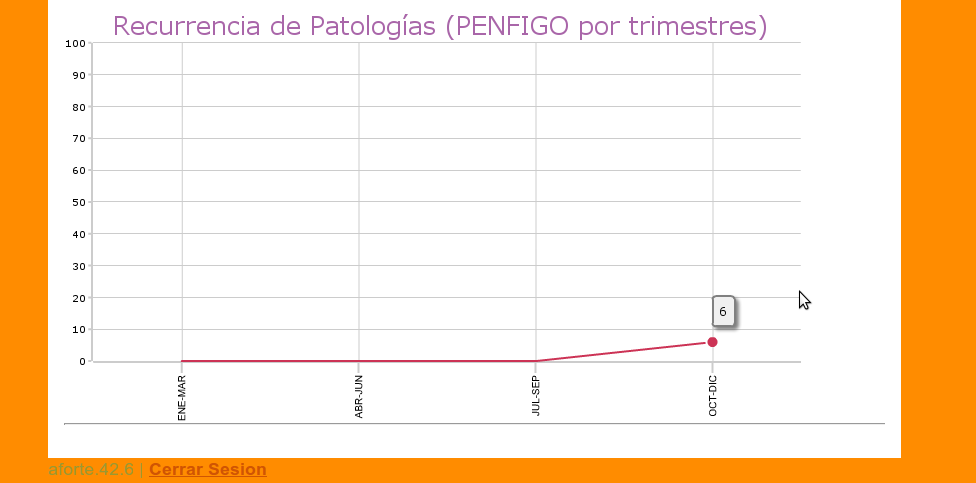 Recurrencia de Patologías (PENFIGO por trimestres)
100
90
80
70
60
50
40
30
20
10
0
6
ENE-MAR
ABR-JUN
JUL-SEP
OCT-DIC
aforte.42.6 | Cerrar Sesion